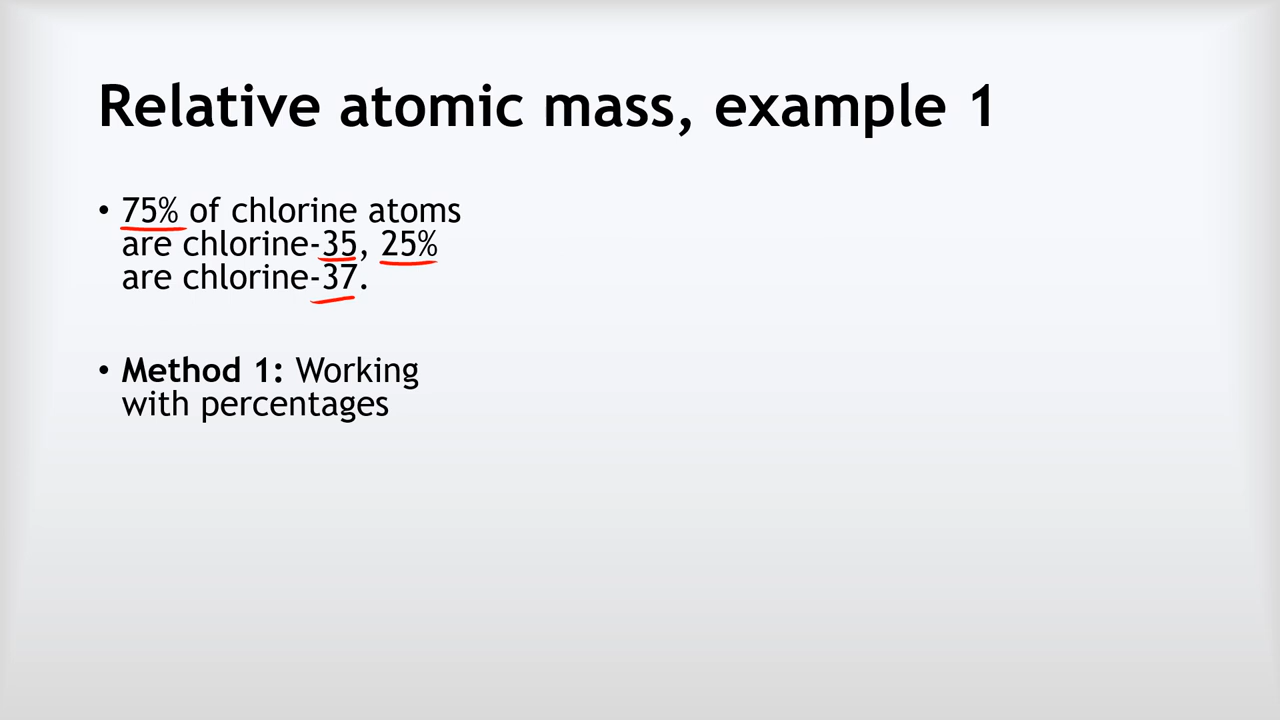 Relative atomic mass, example 1
• 75% of chlorine atoms
are chlorine-35, 25%
are chlorine-37.
• Method 1: Working
with percentages